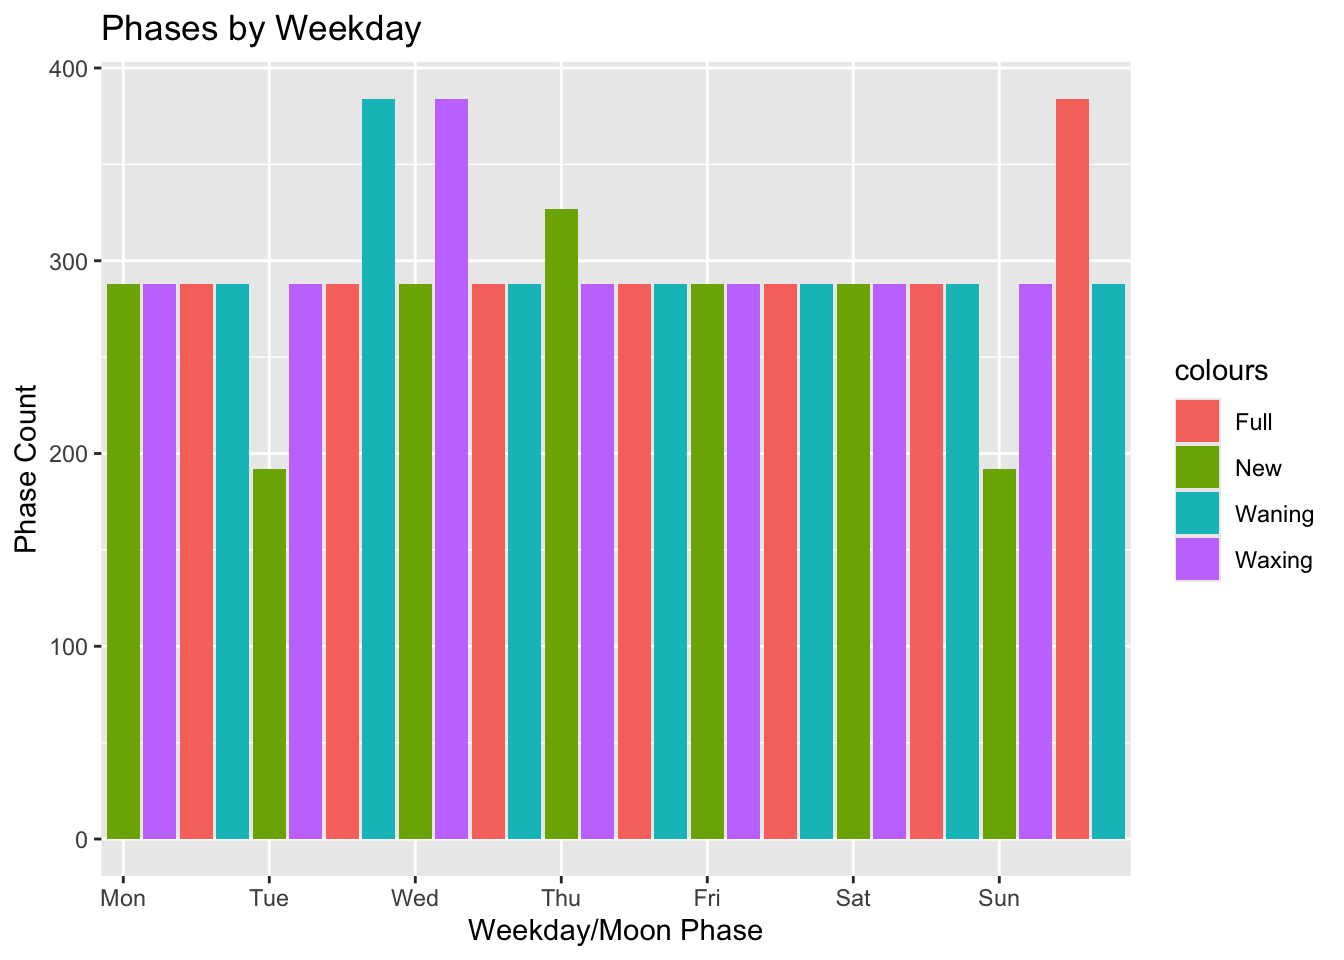 Phases by Weekday
400
300
200
100
0
Phase Count
Mon Tue Wed Thu Fri Sat Sun
Weekday/Moon Phase
colours
Full
New
Waning
Waxing